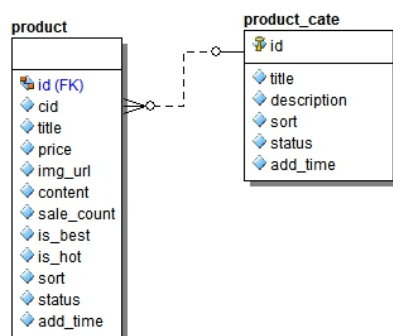 product
id (FK)
cid
title
price
img_url
content
sale_count
is_best
is_hot
sort
status
add_time
product_cate
id
title
description
sort
status
add_time